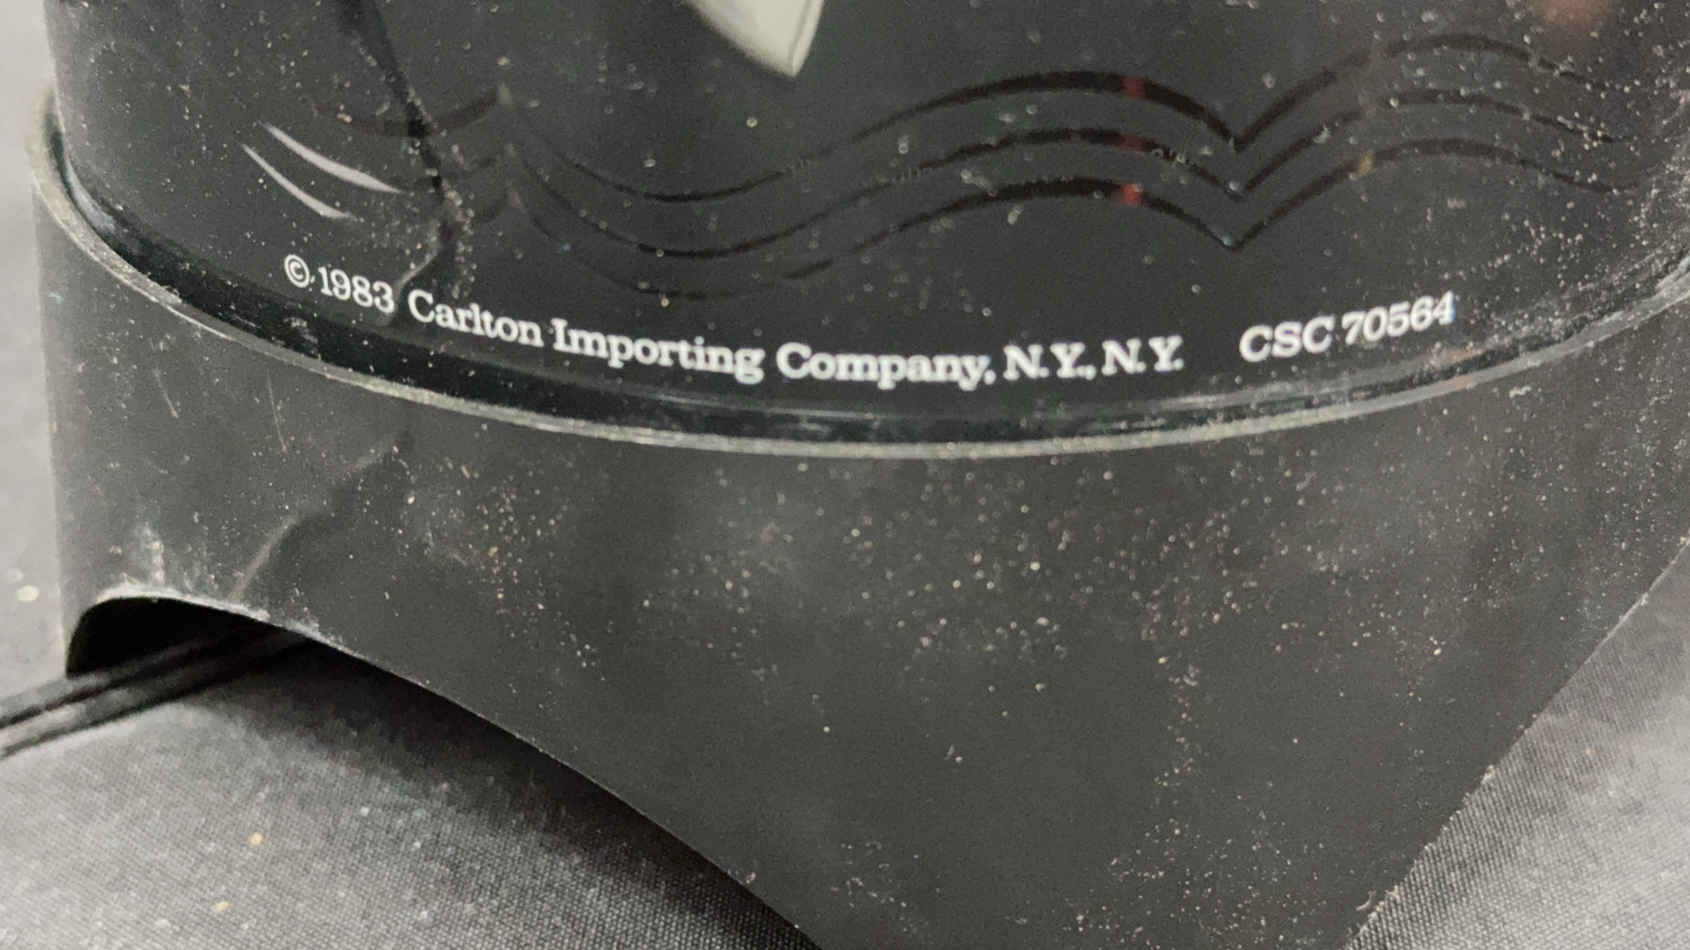 © 1983 Carlton Importing Company, N.Y., N.Y. CSC 70564